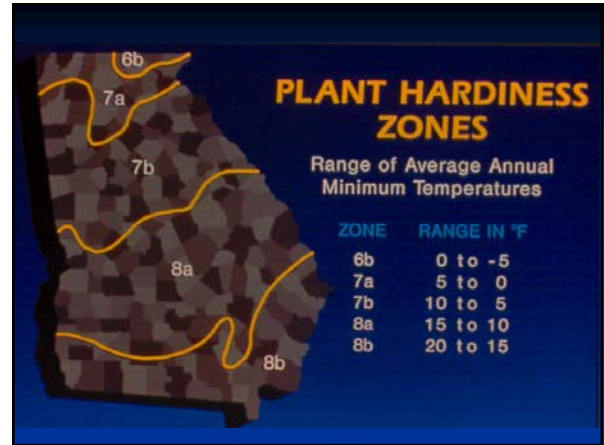 6b
7a
7b
8a
8b
PLANT HARDINESS
ZONES
Range of Average Annual
Minimum Temperatures
ZONE RANGE IN °F
6b 0 to -5
7a 5 to 0
7b 10 to 5
8a 15 to 10
8b 20 to 15